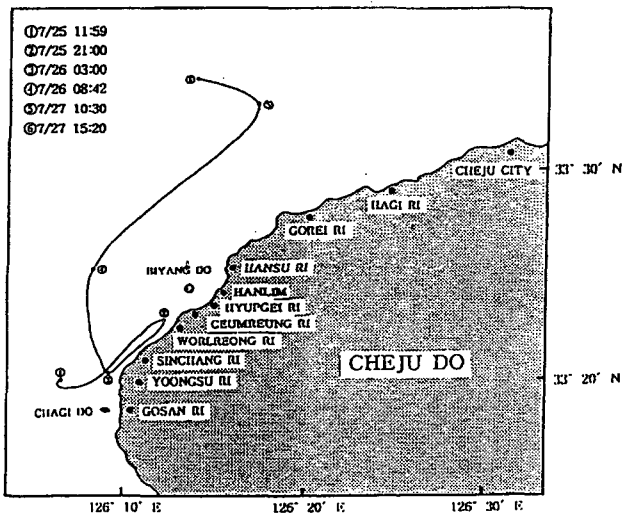 ①7/25 11:59
②7/25 21:00
③7/26 03:00
④7/26 08:42
⑤7/27 10:30
⑥7/27 15:20
CHEJU CITY
33° 30′ N
HAGI RI
GOREI RI
BIYANG DO
HANSU RI
HANLIM
HYUPGEI RI
CEUMREUNG RI
WORLREONG RI
SINCHANG RI
CHEJU DO
YOONGSU RI
33° 20′ N
CHAGI DO
GOSAN RI
126° 10′ E
126° 20′ E
126° 30′ E